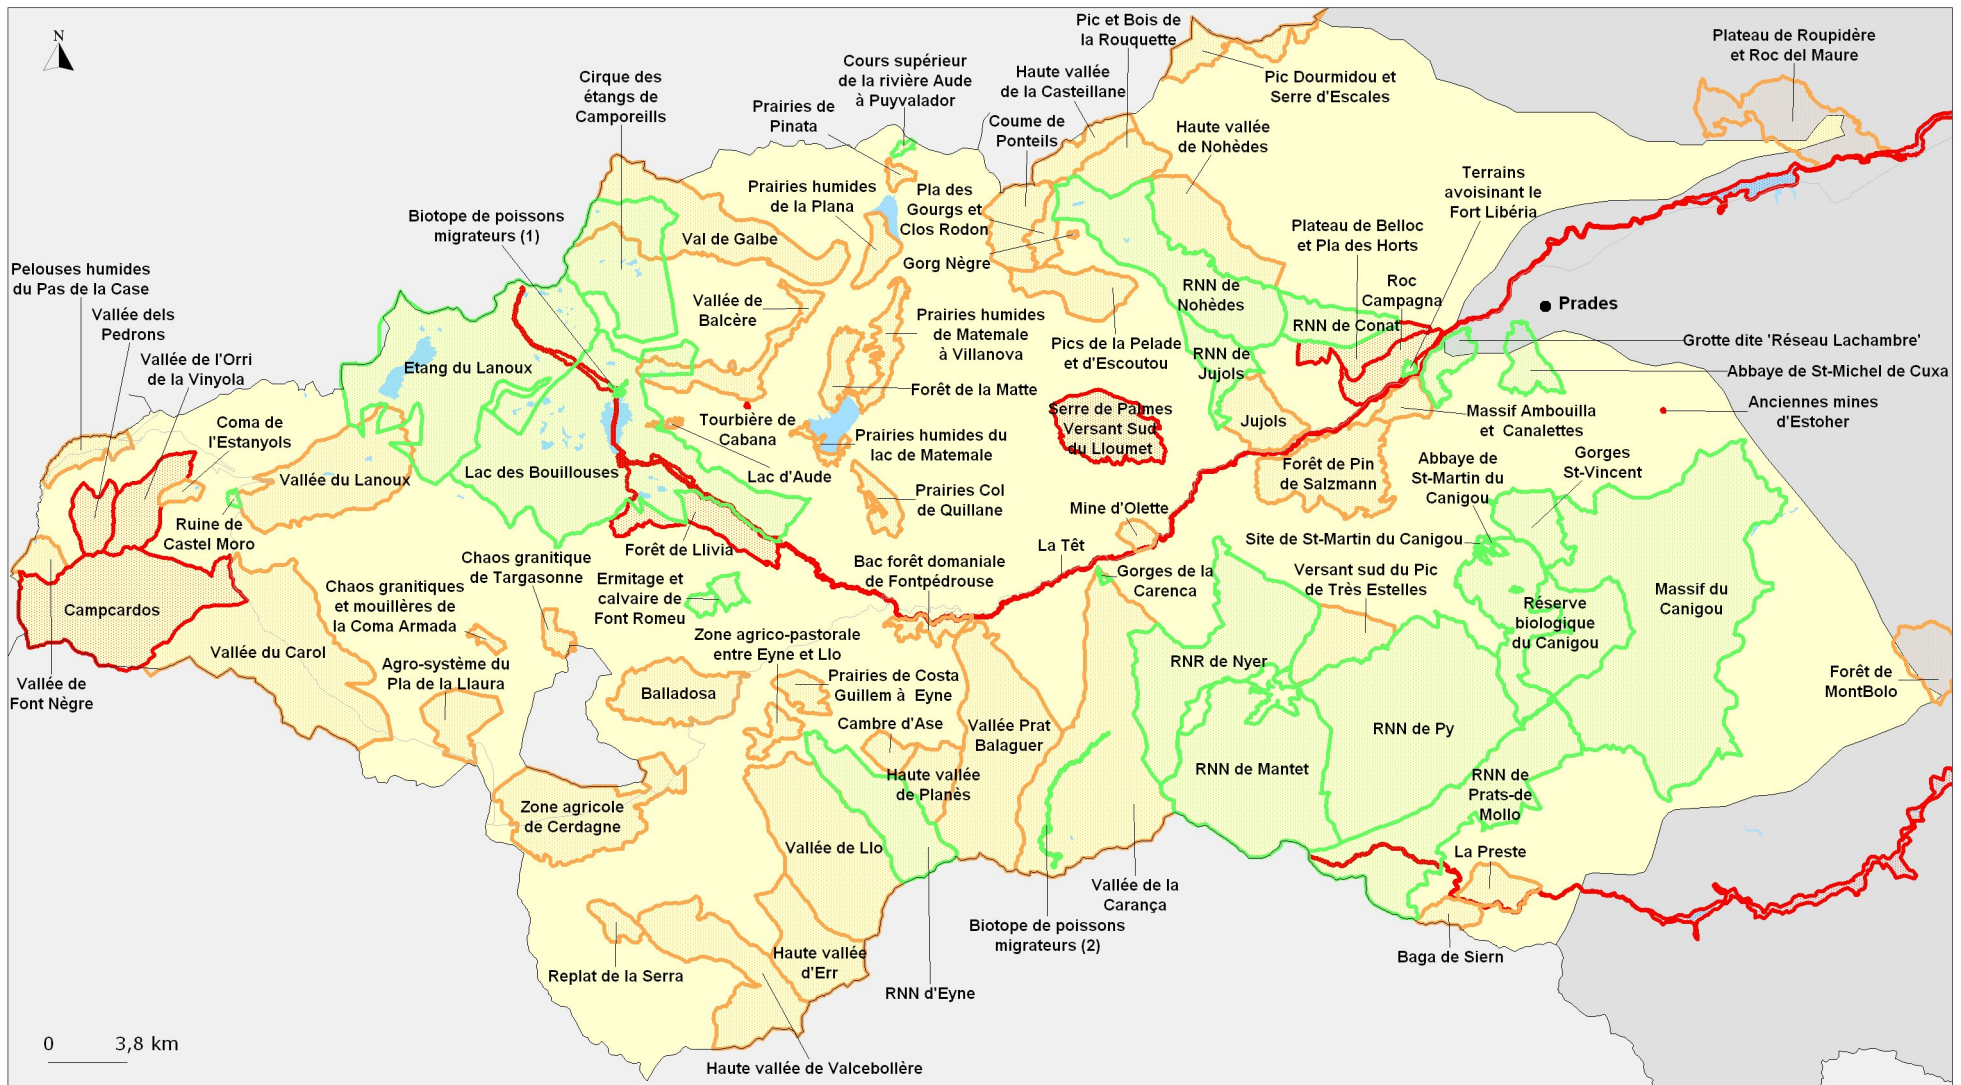 N
Pic et Bois de
la Rouquette
Plateau de Roupidère
et Roc del Maure
Cours supérieur
de la rivière Aude
à Puyvalador
Haute vallée
de la Casteillane
Pic Dourmidou et
Serre d'Escales
Cirque des
étangs de
Camporeills
Prairies de
Pinata
Coume de
Ponteils
Haute vallée
de Nohèdes
Terrains
avoisinant le
Fort Libéria
Prairies humides
de la Plana
Pla des
Gourgs et
Clos Rodon
Biotope de poissons
migrateurs (1)
Val de Galbe
Plateau de Belloc
et Pla des Horts
Gorg Nègre
Pelouses humides
du Pas de la Case
Roc
Campagna
RNN de
Nohèdes
Vallée de
Balcère
Prades
Vallée dels
Pedrons
Prairies humides
de Matemale
à Villanova
RNN de Conat
Pics de la Pelade
et d'Escoutou
Grotte dite 'Réseau Lachambre'
Vallée de l'Orri
de la Vinyola
Etang du Lanoux
RNN de
Jujols
Abbaye de St-Michel de Cuxa
Forêt de la Matte
Anciennes mines
d'Estoher
Serre de Palmes
Versant Sud
du Lloumet
Massif Ambouilla
et Canalettes
Coma de
l'Estanyols
Tourbière de
Cabana
Jujols
Prairies humides du
lac de Matemale
Abbaye de
St-Martin du
Canigou
Gorges
St-Vincent
Forêt de Pin
de Salzmann
Lac des Bouillouses
Vallée du Lanoux
Lac d'Aude
Prairies Col
de Quillane
Mine d'Olette
Ruine de
Castel Moro
Site de St-Martin du Canigou
Forêt de Llivia
La Têt
Chaos granitique
de Targasonne
Bac forêt domaniale
de Fontpédrouse
Gorges de la
Carenca
Versant sud du Pic
de Très Estelles
Massif du
Canigou
Ermitage et
calvaire de
Font Romeu
Chaos granitiques
et mouillères de
la Coma Armada
Campcardos
Réserve
biologique
du Canigou
Zone agrico-pastorale
entre Eyne et Llo
Vallée du Carol
RNR de Nyer
Agro-système du
Pla de la Llaura
Forêt de
MontBolo
Prairies de Costa
Guillem à Eyne
Vallée de
Font Nègre
Balladosa
Cambre d'Ase
Vallée Prat
Balaguer
RNN de Py
RNN de Mantet
Haute vallée
de Planès
RNN de
Prats-de
Mollo
Zone agricole
de Cerdagne
Vallée de Llo
La Preste
Vallée de la
Carança
Biotope de poissons
migrateurs (2)
Baga de Siern
Haute vallée
d'Err
Replat de la Serra
RNN d'Eyne
0 3,8 km
Haute vallée de Valcebollère